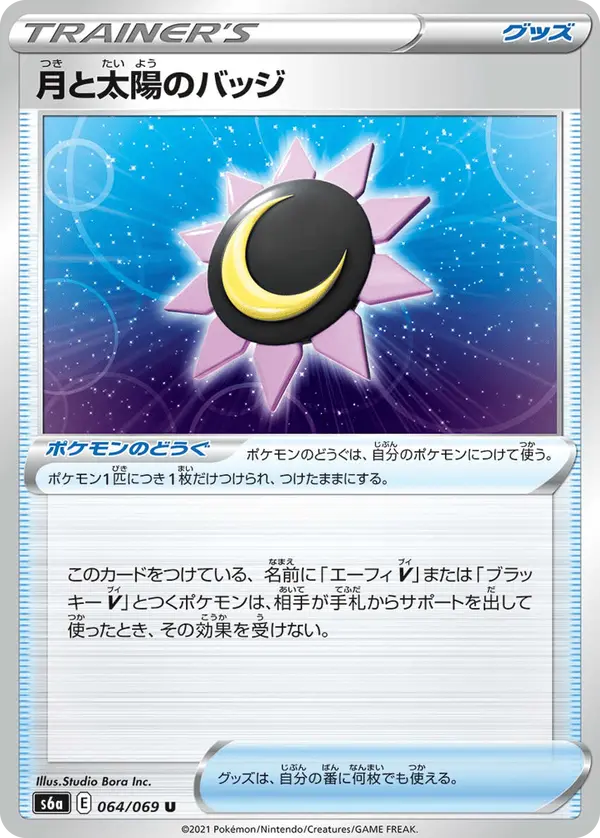 TRAINER'S
グッズ
つき たいよう
月と太陽のバッジ
ポケモンのどうぐ
ポケモンのどうぐは、自分のポケモンにつけて使う。
ポケモン1匹につき1枚だけつけられ、つけたままにする。
このカードをつけている、名前に「エーフィV」または「ブラッ
キーV」とつくポケモンは、相手が手札からサポートを出して
使ったとき、その効果を受けない。
Illus.Studio Bora Inc.
グッズは、自分の番に何枚でも使える。
s6a E 064/069 U
©2021 Pokémon/Nintendo/Creatures/GAME FREAK.